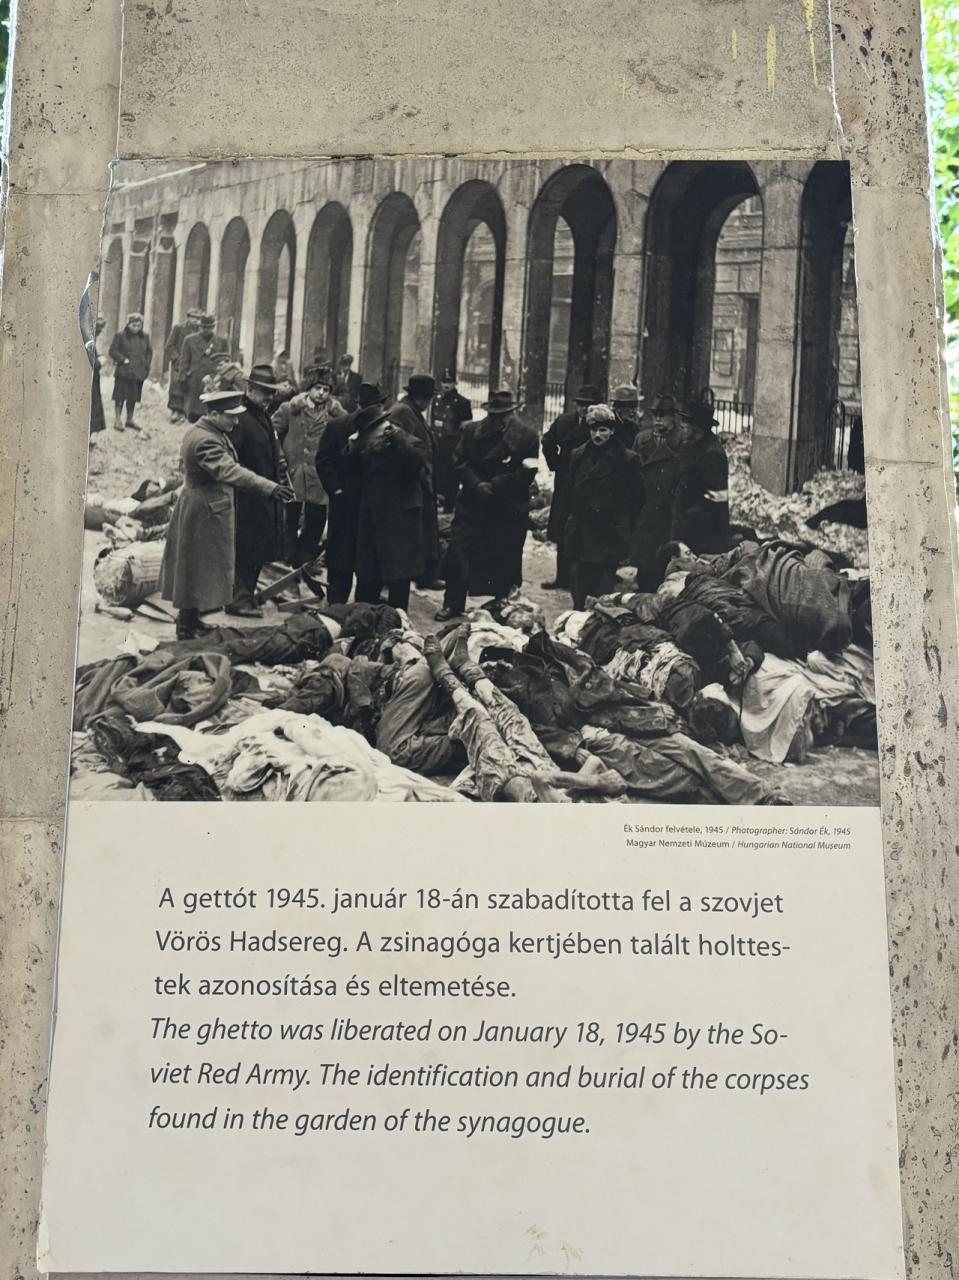 Ék Sándor felvétele, 1945 / Photographer: Sándor Ék, 1945
Magyar Nemzeti Múzeum / Hungarian National Museum
A gettót 1945. január 18-án szabadította fel a szovjet
Vörös Hadsereg. A zsinagóga kertjében talált holttes-
tek azonosítása és eltemetése.
The ghetto was liberated on January 18, 1945 by the So-
viet Red Army. The identification and burial of the corpses
found in the garden of the synagogue.